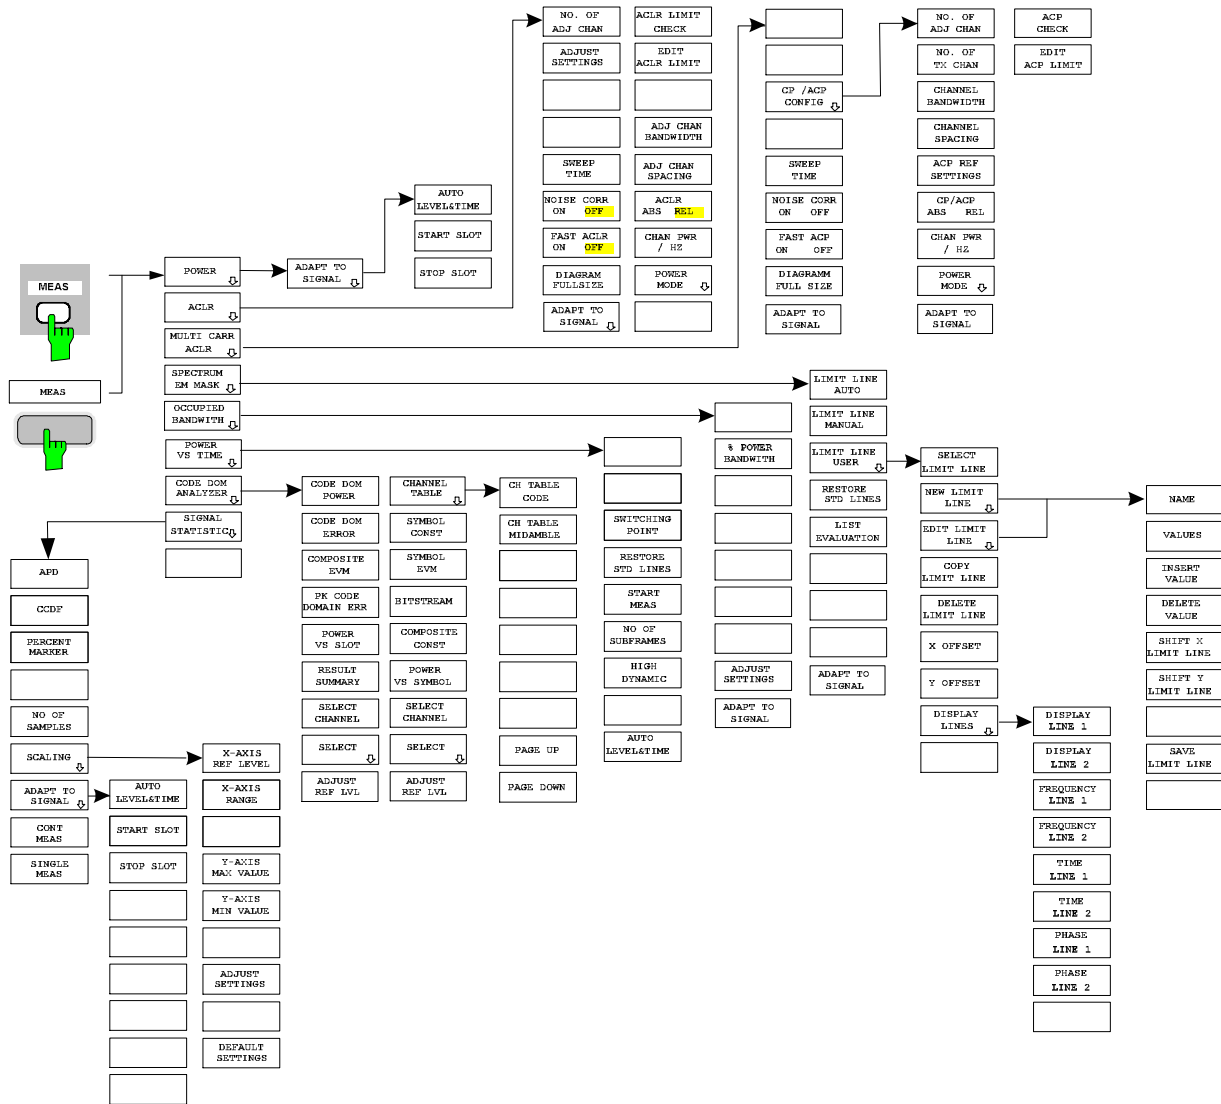 MEAS
MEAS
POWER
ACLR
MULTI CARR
ACLR
SPECTRUM
EM MASK
OCCUPIED
BANDWITH
POWER
VS TIME
CODE DOM
ANALYZER
SIGNAL
STATISTIC
ADAPT TO
SIGNAL
AUTO
LEVEL&TIME
START SLOT
STOP SLOT
NO. OF
ADJ CHAN
ADJUST
SETTINGS
SWEEP
TIME
NOISE CORR
ON OFF
FAST ACLR
ON OFF
DIAGRAM
FULLSIZE
ADAPT TO
SIGNAL
ACLR LIMIT
CHECK
EDIT
ACLR LIMIT
ADJ CHAN
BANDWIDTH
ADJ CHAN
SPACING
ACLR
ABS REL
CHAN PWR
/ HZ
POWER
MODE
CP /ACP
CONFIG
SWEEP
TIME
NOISE CORR
ON OFF
FAST ACP
ON OFF
DIAGRAMM
FULL SIZE
ADAPT TO
SIGNAL
NO. OF
ADJ CHAN
NO. OF
TX CHAN
CHANNEL
BANDWIDTH
CHANNEL
SPACING
ACP REF
SETTINGS
CP/ACP
ABS REL
CHAN PWR
/ HZ
POWER
MODE
ADAPT TO
SIGNAL
ACP
CHECK
EDIT
ACP LIMIT
LIMIT LINE
AUTO
LIMIT LINE
MANUAL
LIMIT LINE
USER
RESTORE
STD LINES
LIST
EVALUATION
ADAPT TO
SIGNAL
SELECT
LIMIT LINE
NEW LIMIT
LINE
EDIT LIMIT
LINE
COPY
LIMIT LINE
DELETE
LIMIT LINE
X OFFSET
Y OFFSET
DISPLAY
LINES
NAME
VALUES
INSERT
VALUE
DELETE
VALUE
SHIFT X
LIMIT LINE
SHIFT Y
LIMIT LINE
SAVE
LIMIT LINE
DISPLAY
LINE 1
DISPLAY
LINE 2
FREQUENCY
LINE 1
FREQUENCY
LINE 2
TIME
LINE 1
TIME
LINE 2
PHASE
LINE 1
PHASE
LINE 2
% POWER
BANDWITH
ADJUST
SETTINGS
ADAPT TO
SIGNAL
SWITCHING
POINT
RESTORE
STD LINES
START
MEAS
NO OF
SUBFRAMES
HIGH
DYNAMIC
AUTO
LEVEL&TIME
CODE DOM
POWER
CODE DOM
ERROR
COMPOSITE
EVM
PK CODE
DOMAIN ERR
POWER
VS SLOT
RESULT
SUMMARY
SELECT
CHANNEL
SELECT
ADJUST
REF LVL
CHANNEL
TABLE
SYMBOL
CONST
SYMBOL
EVM
BITSTREAM
COMPOSITE
CONST
POWER
VS SYMBOL
SELECT
CHANNEL
SELECT
ADJUST
REF LVL
CH TABLE
CODE
CH TABLE
MIDAMBLE
PAGE UP
PAGE DOWN
APD
CCDF
PERCENT
MARKER
NO OF
SAMPLES
SCALING
ADAPT TO
SIGNAL
CONT
MEAS
SINGLE
MEAS
AUTO
LEVEL&TIME
START SLOT
STOP SLOT
X-AXIS
REF LEVEL
X-AXIS
RANGE
Y-AXIS
MAX VALUE
Y-AXIS
MIN VALUE
ADJUST
SETTINGS
DEFAULT
SETTINGS